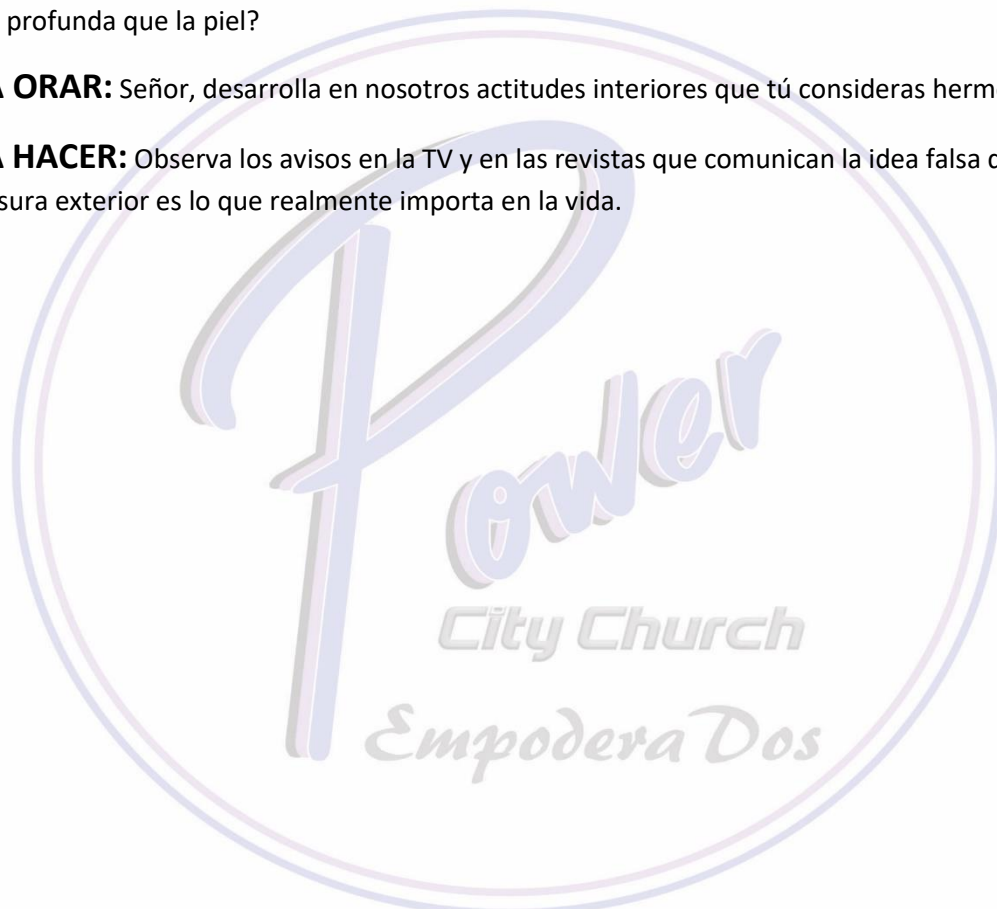 profunda que la piel?
A ORAR: Señor, desarrolla en nosotros actitudes interiores que tú consideras herm
A HACER: Observa los avisos en la TV y en las revistas que comunican la idea falsa
sura exterior es lo que realmente importa en la vida.
Power
City Church
EmpoderaDos